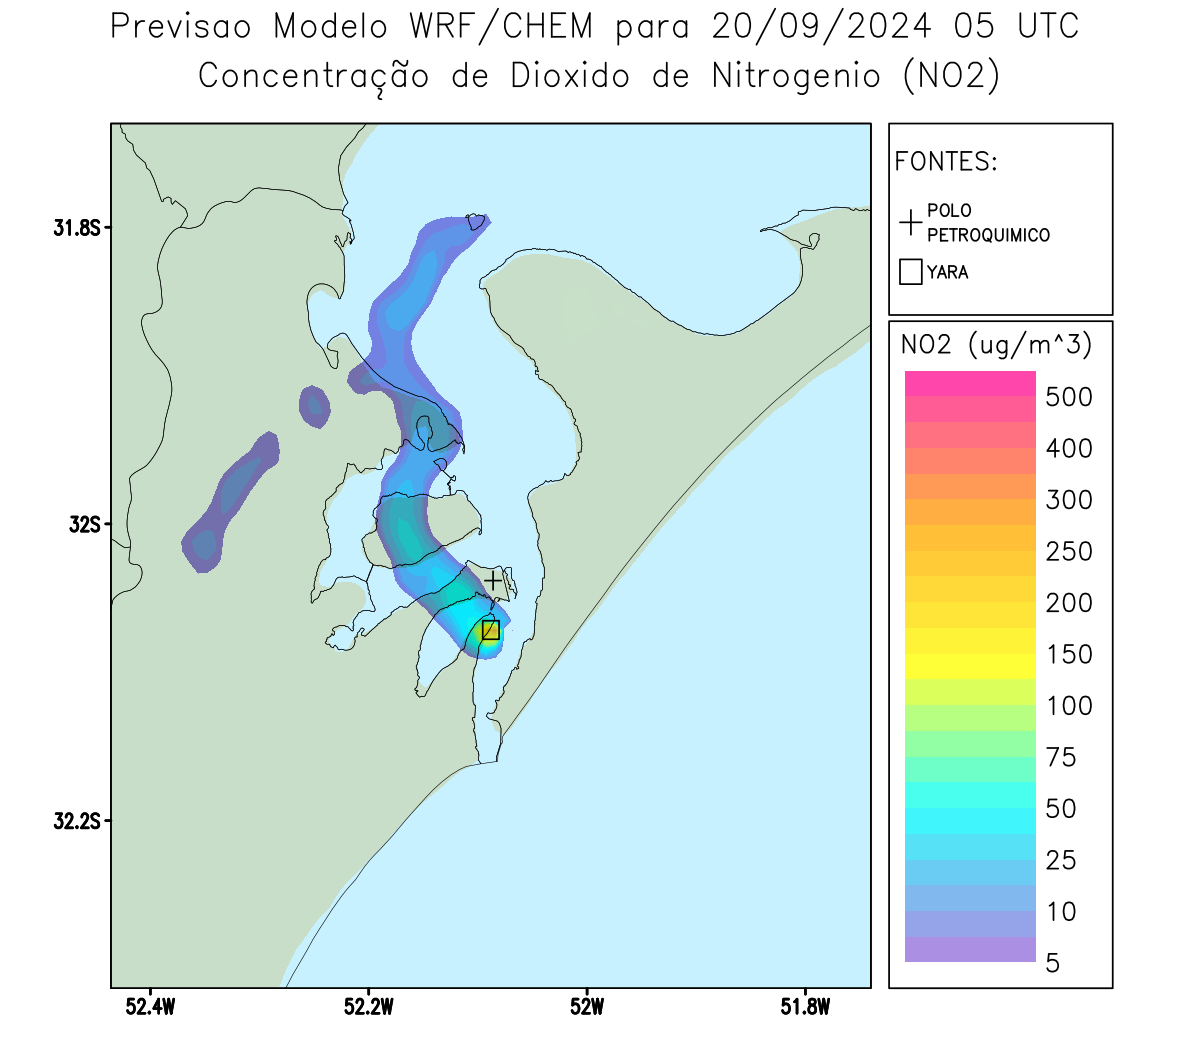 Previsao Modelo WRF/CHEM para 20/09/2024 05 UTC
Concentração de Dioxido de Nitrogenio (NO2)
FONTES:
POLO
PETROQUIMICO
YARA
NO2 (ug/m^3)
500
400
300
250
200
150
100
75
50
25
10
5
31.8S
32S
32.2S
52.4W
52.2W
52W
51.8W